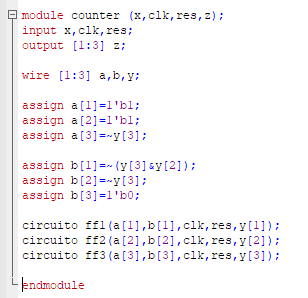 module counter (x,clk,res,z);
input x,clk,res;
output [1:3] z;
wire [1:3] a,b,y;
assign a[1]=1'b1;
assign a[2]=1'b1;
assign a[3]=~y[3];
assign b[1]=~(y[3]&y[2]);
assign b[2]=~y[3];
assign b[3]=1'b0;
circuito ff1(a[1],b[1],clk,res,y[1]);
circuito ff2(a[2],b[2],clk,res,y[2]);
circuito ff3(a[3],b[3],clk,res,y[3]);
endmodule